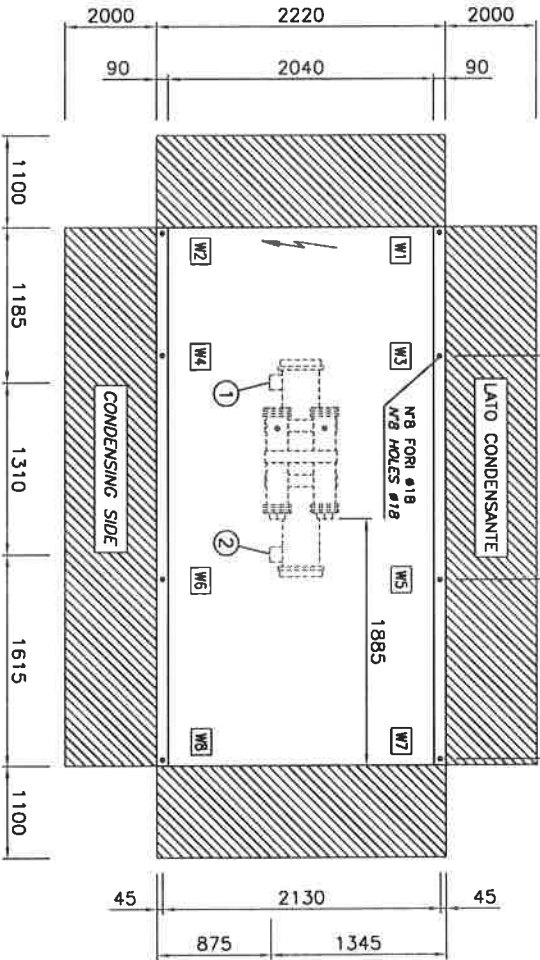 2000
2220
2000
90
2040
90
1100
1185
1310
1615
1100
LATO CONDENSANTE
CONDENSING SIDE
W1
W3
W5
W7
W2
W4
W6
W8
N°8 FORI ø18
N°8 HOLES ø18
1
2
1885
45
2130
45
875
1345